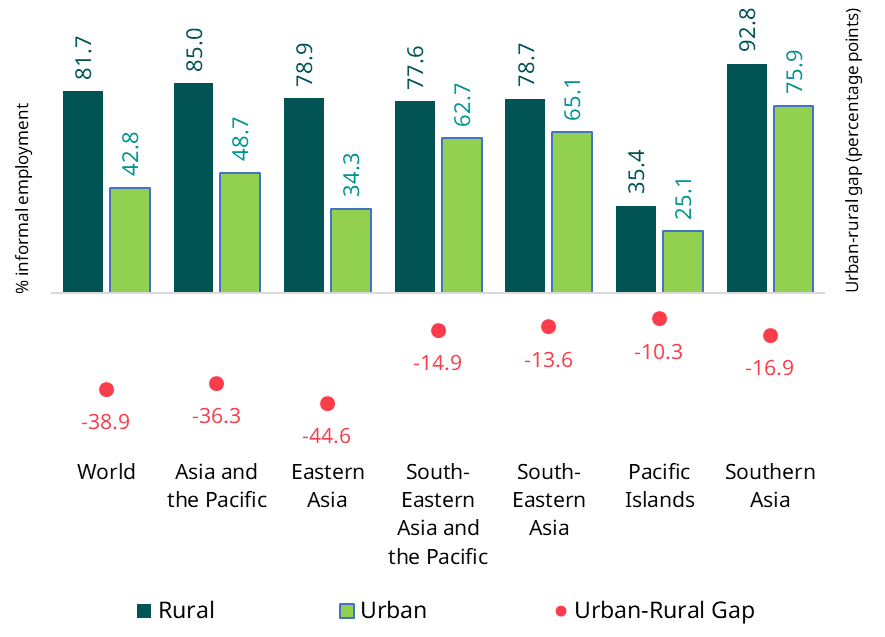 % informal employment
Urban-rural gap (percentage points)
81.7
42.8
85.0
48.7
78.9
34.3
77.6
62.7
78.7
65.1
35.4
25.1
92.8
75.9
-38.9
-36.3
-44.6
-14.9
-13.6
-10.3
-16.9
World
Asia and
the Pacific
Eastern
Asia
South-
Eastern
Asia and
the Pacific
South-
Eastern
Asia
Pacific
Islands
Southern
Asia
Rural
Urban
Urban-Rural Gap